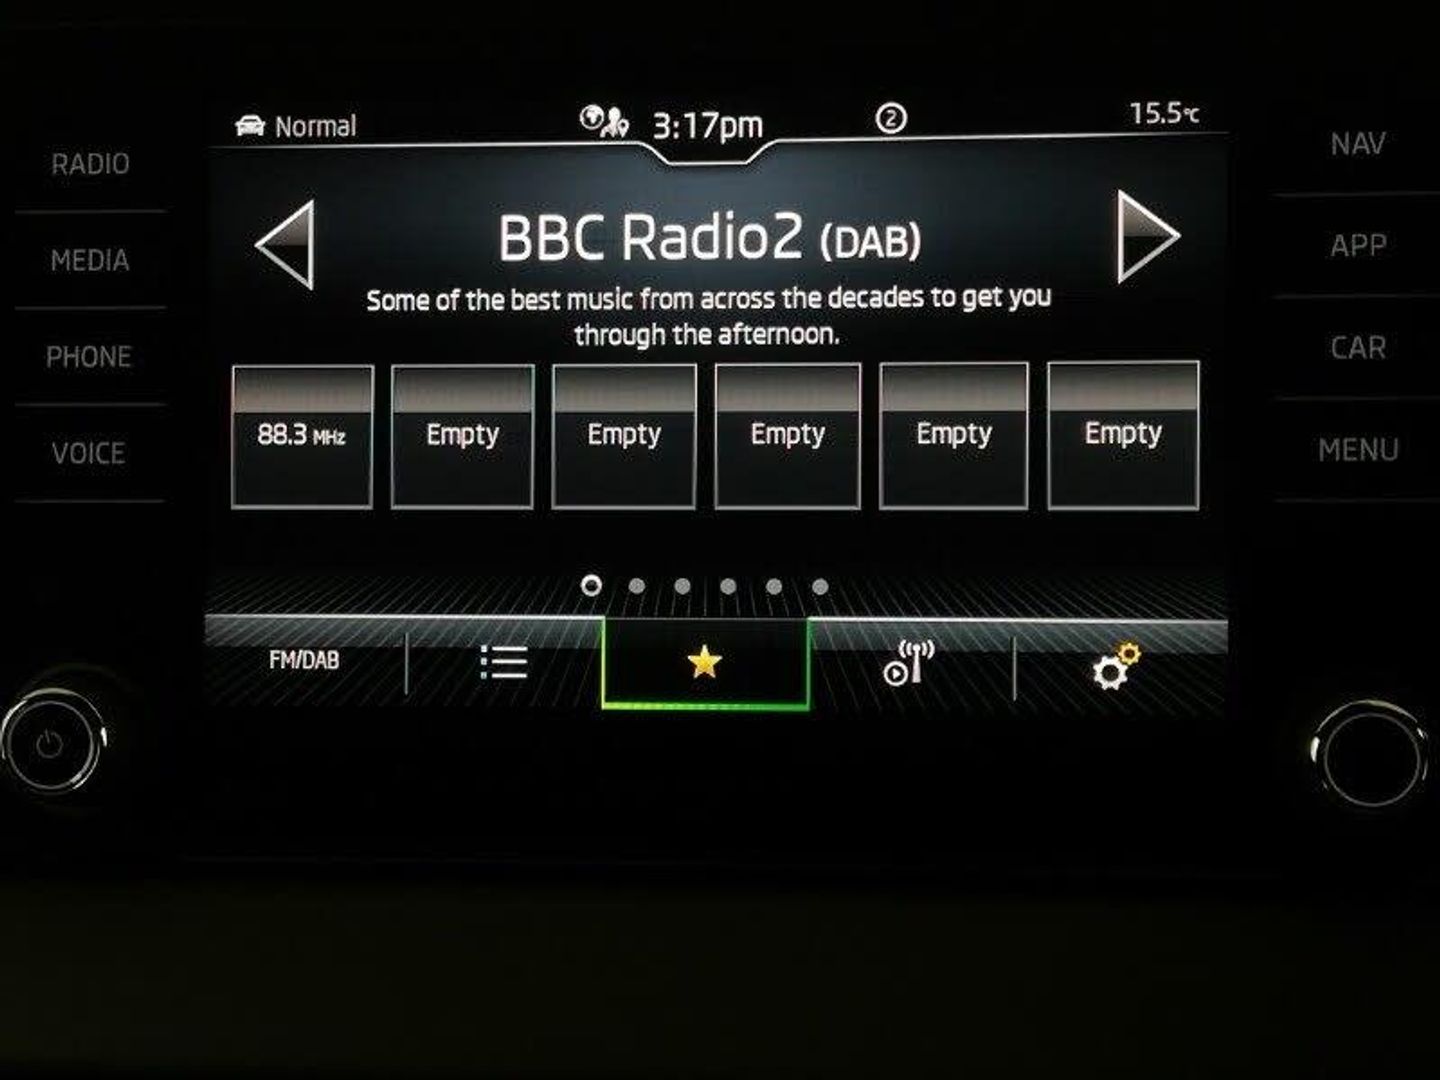 Normal
3:17pm
2
15.5°C
RADIO
MEDIA
PHONE
VOICE
NAV
APP
CAR
MENU
BBC Radio2 (DAB)
Some of the best music from across the decades to get you
through the afternoon.
88.3 MHz
Empty
Empty
Empty
Empty
Empty
FM/DAB